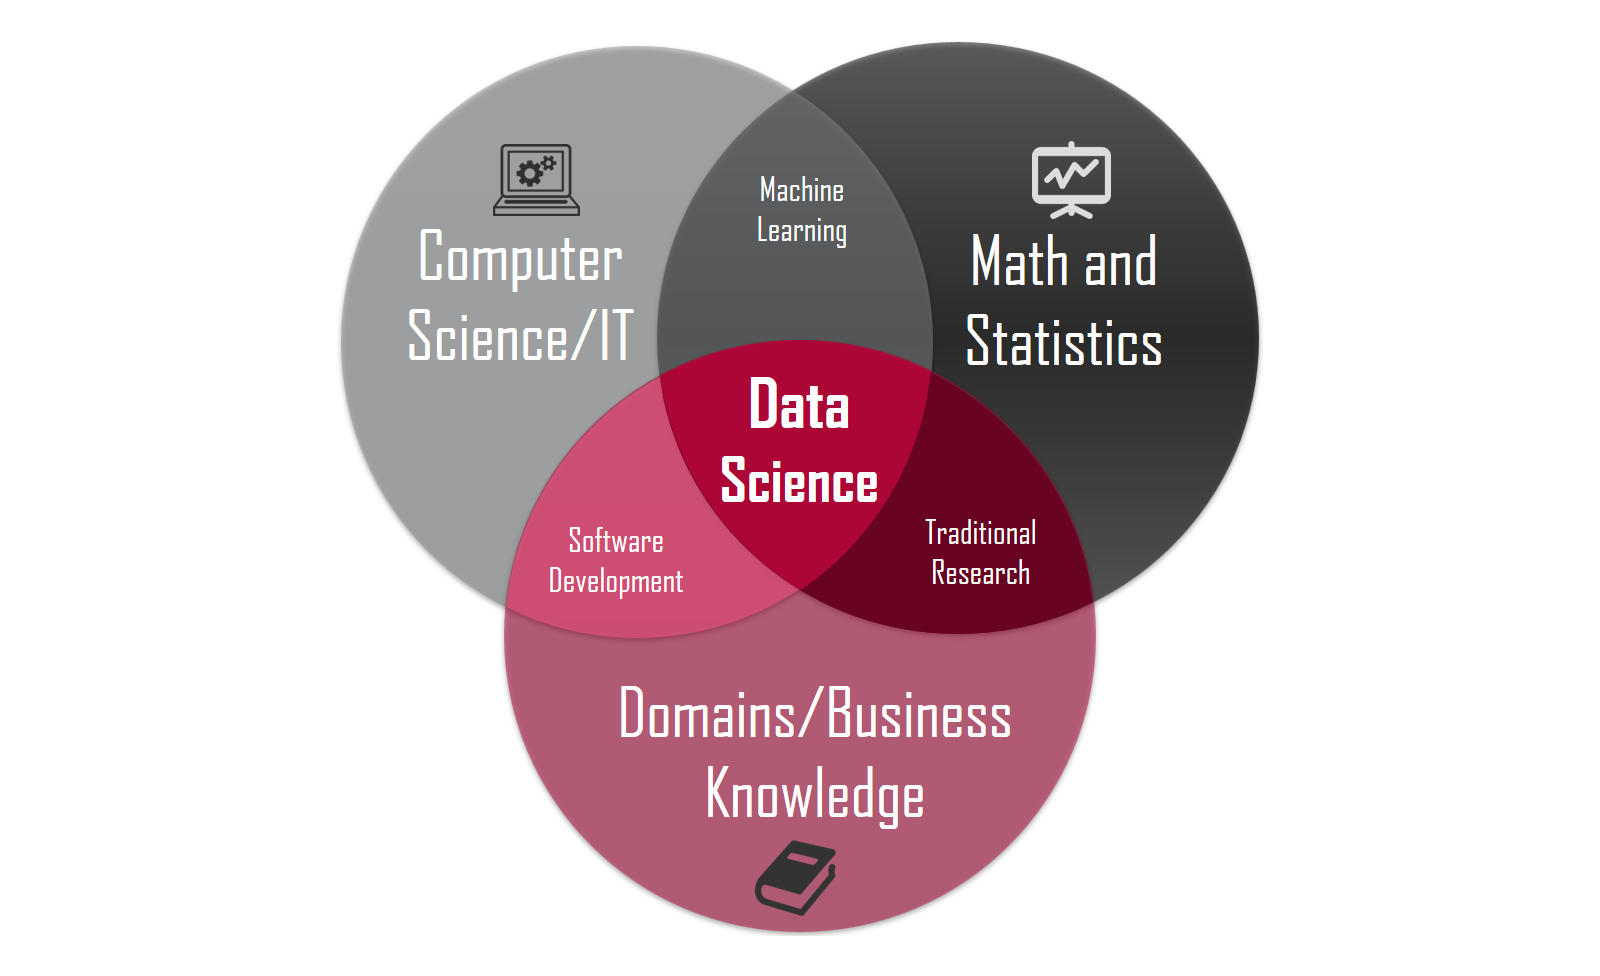 Machine
Learning
Computer
Science/IT
Math and
Statistics
Data
Science
Software
Development
Traditional
Research
Domains/Business
Knowledge